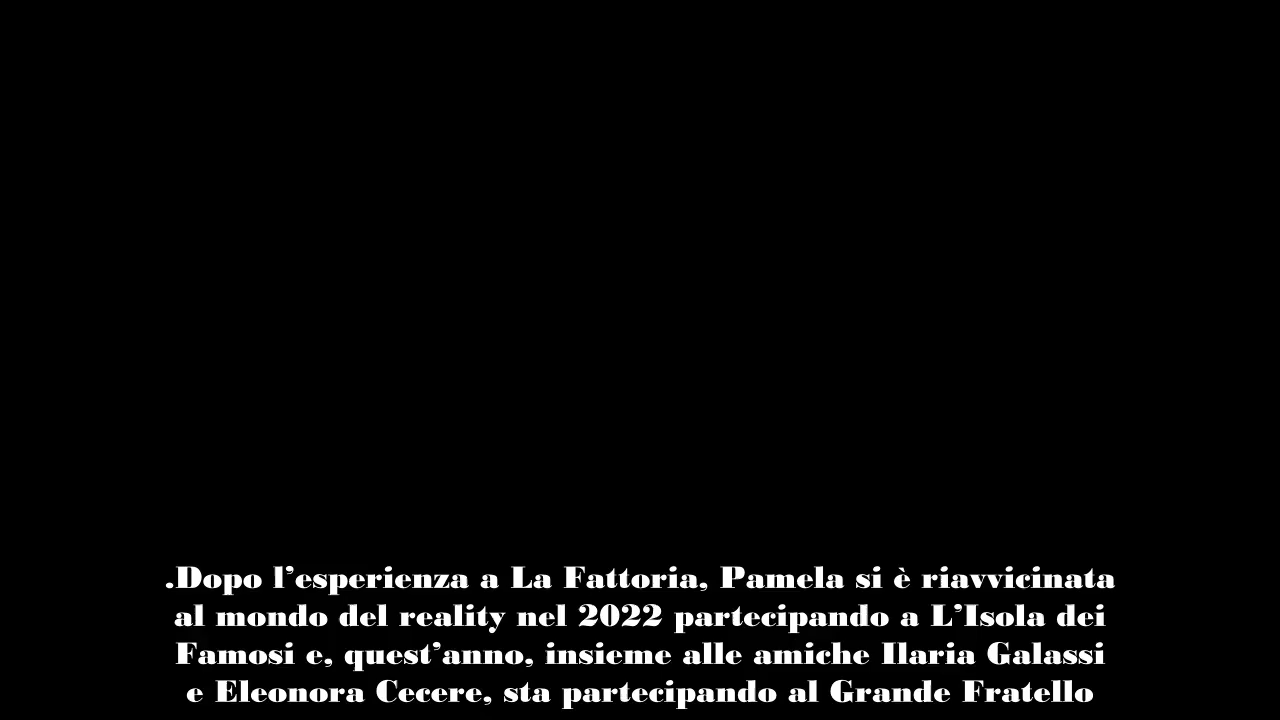 .Dopo l’esperienza a La Fattoria, Pamela si è riavvicinata
al mondo del reality nel 2022 partecipando a L’Isola dei
Famosi e, quest’anno, insieme alle amiche Ilaria Galassi
e Eleonora Cecere, sta partecipando al Grande Fratello